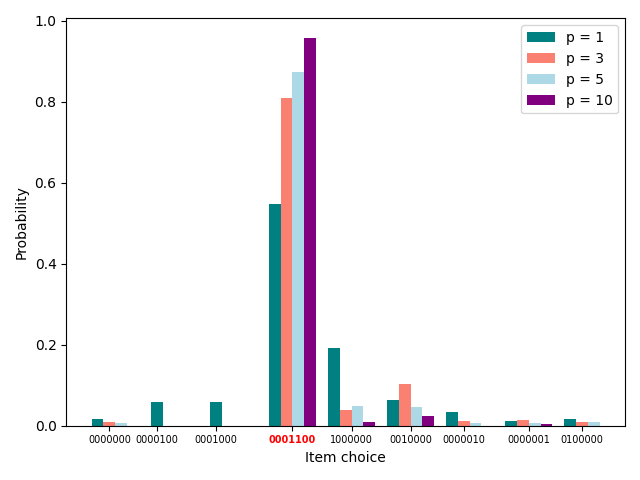 p = 1
p = 3
p = 5
p = 10
Probability
1.0
0.8
0.6
0.4
0.2
0.0
0000000 0000100 0001000 0001100 1000000 0010000 0000010 0000001 0100000
Item choice